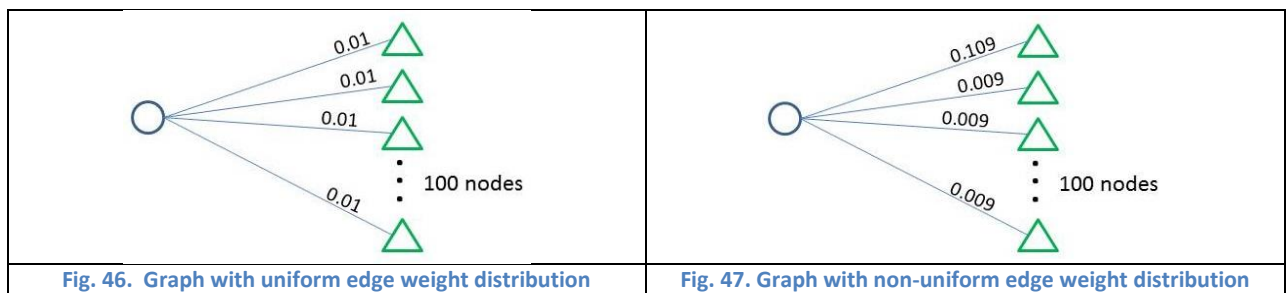 0.01
0.01
0.01
0.01
100 nodes
Fig. 46. Graph with uniform edge weight distribution
0.109
0.009
0.009
0.009
100 nodes
Fig. 47. Graph with non-uniform edge weight distribution